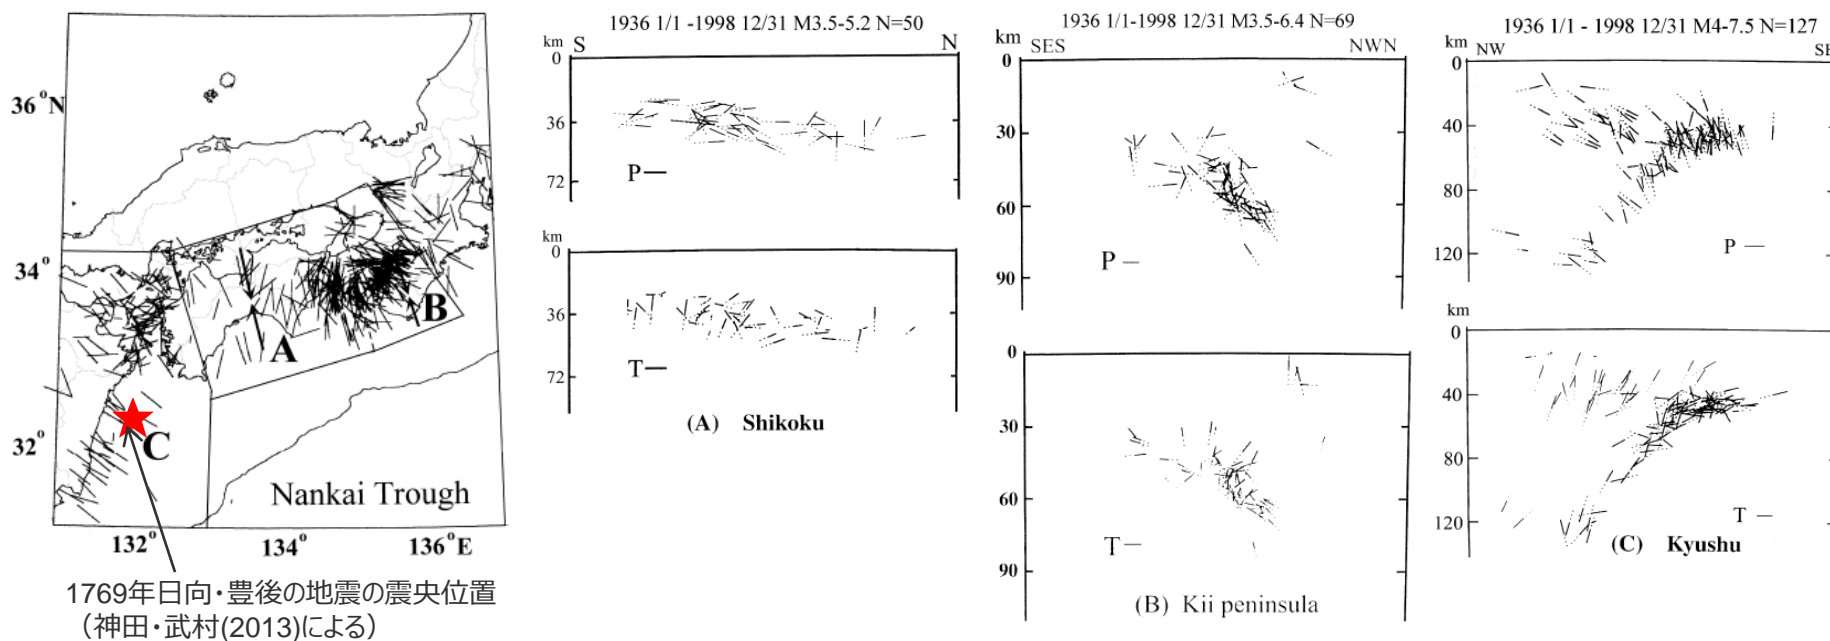 36°N
34°
32°
A
B
C
Nankai Trough
132°
134°
136°E
1769年日向・豊後の地震の震央位置
（神田・武村(2013)による）
1936 1/1 -1998 12/31 M3.5-5.2 N=50
km
S
N
0
36
72
P
km
0
36
72
T
(A) Shikoku
1936 1/1-1998 12/31 M3.5-6.4 N=69
km
SES
NWN
0
30
60
90
P
0
30
60
90
T
(B) Kii peninsula
1936 1/1 - 1998 12/31 M4-7.5 N=127
km
NW
SE
0
40
80
120
P
km
0
40
80
120
T
(C) Kyushu